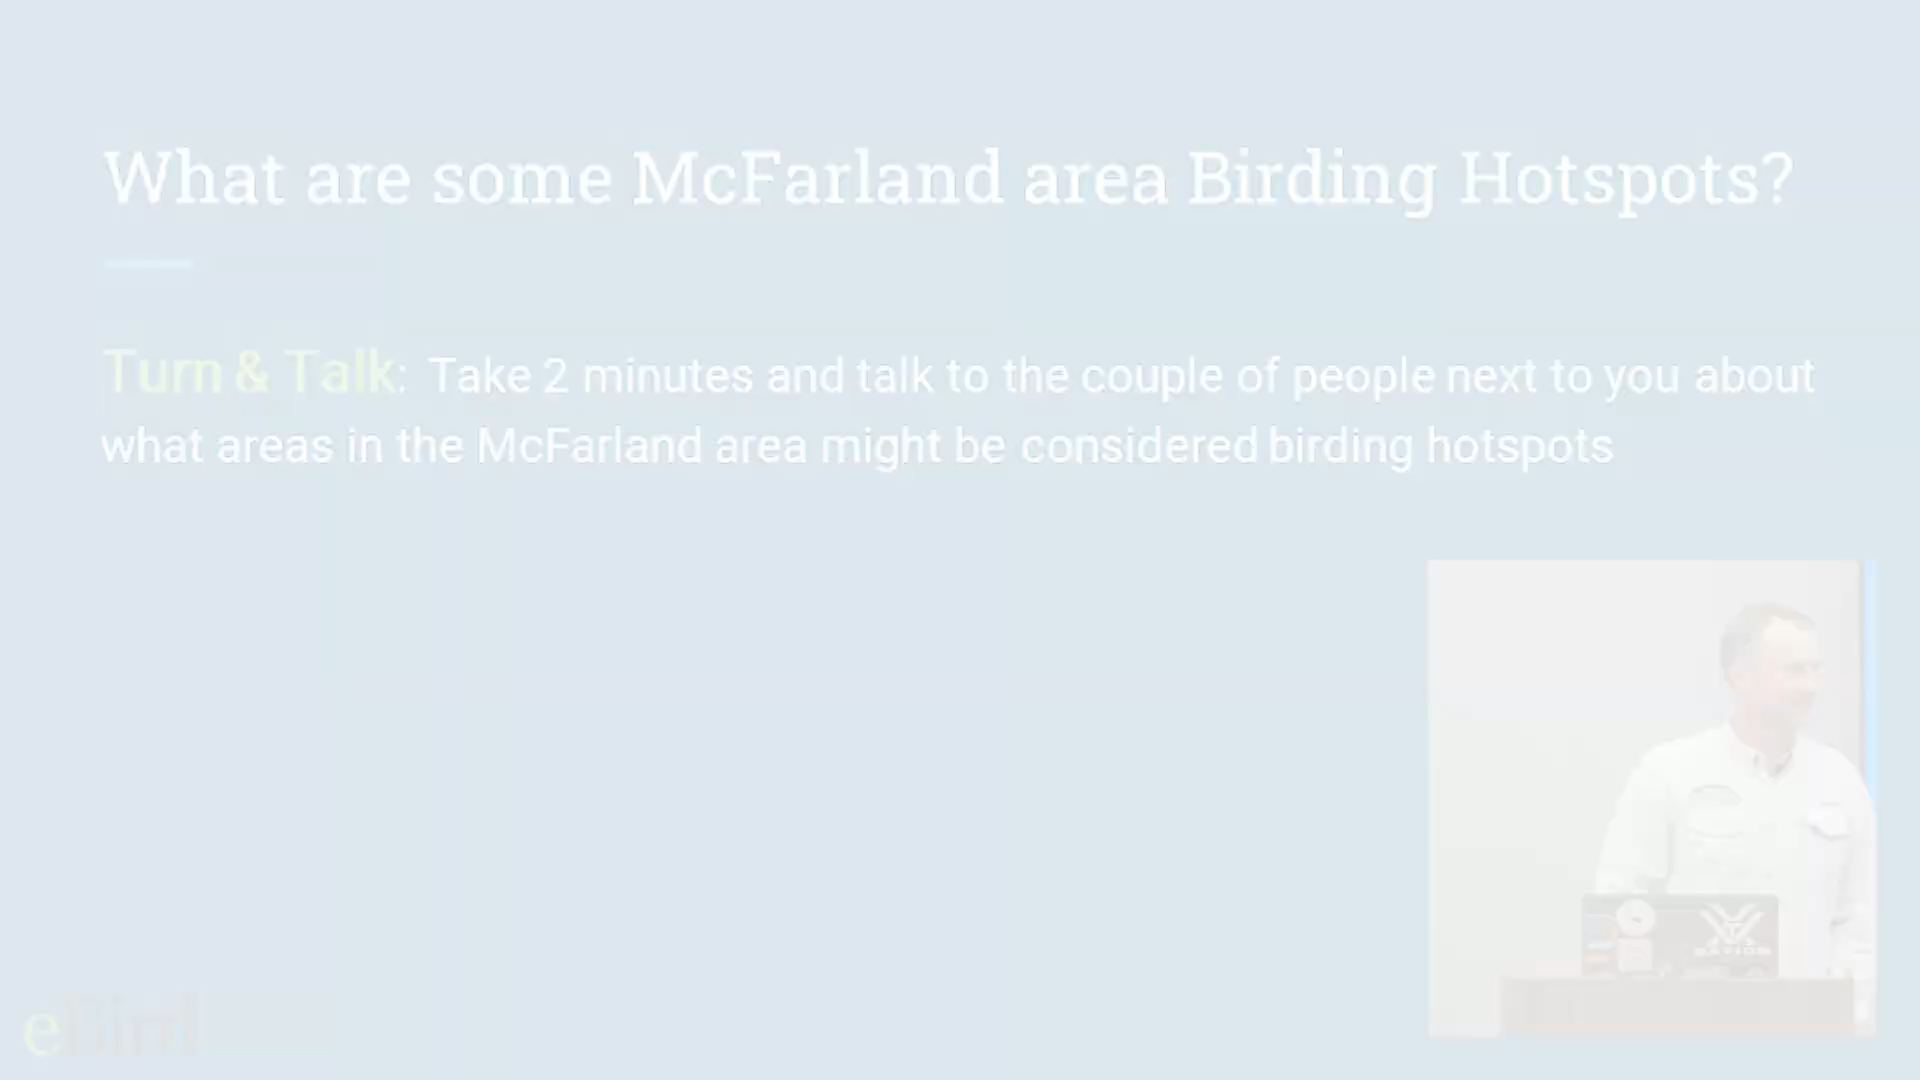 What are some McFarland area Birding Hotspots?
Turn & Talk: Take 2 minutes and talk to the couple of people next to you about
what areas in the McFarland area might be considered birding hotspots
NATION
eBird